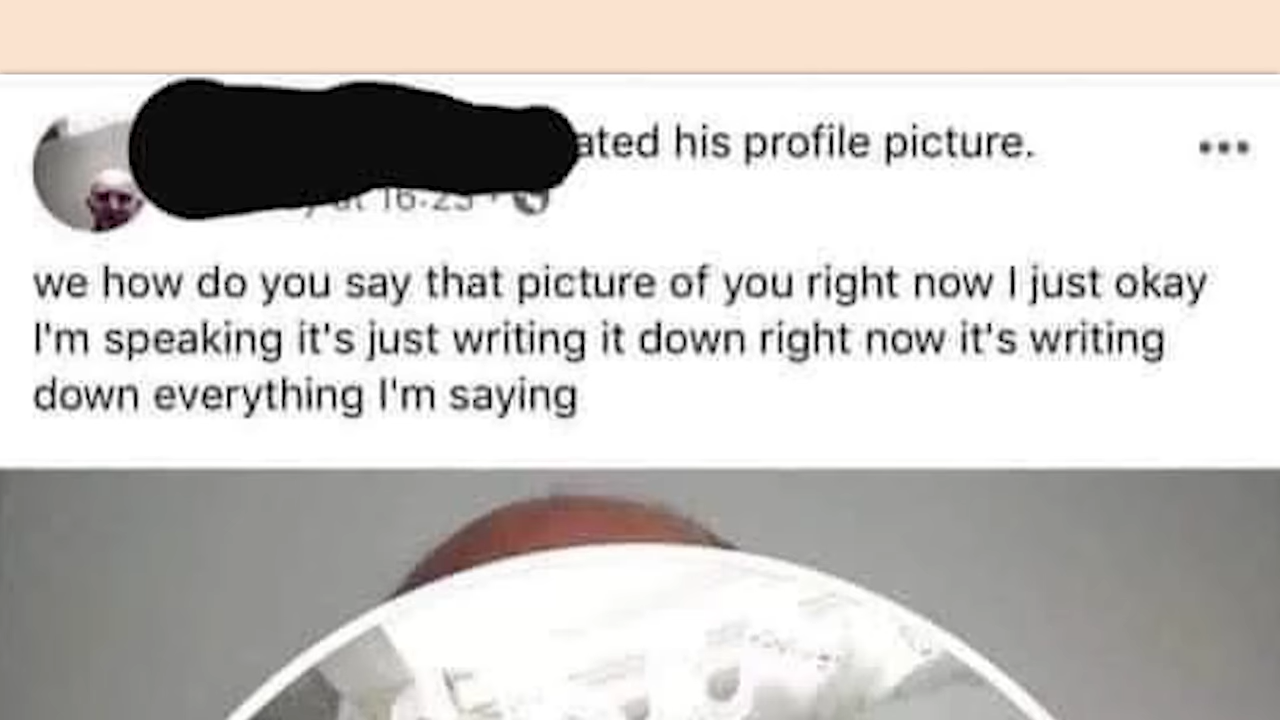 his profile picture.
we how do you say that picture of you right now I just okay
I'm speaking it's just writing it down right now it's writing
down everything I'm saying